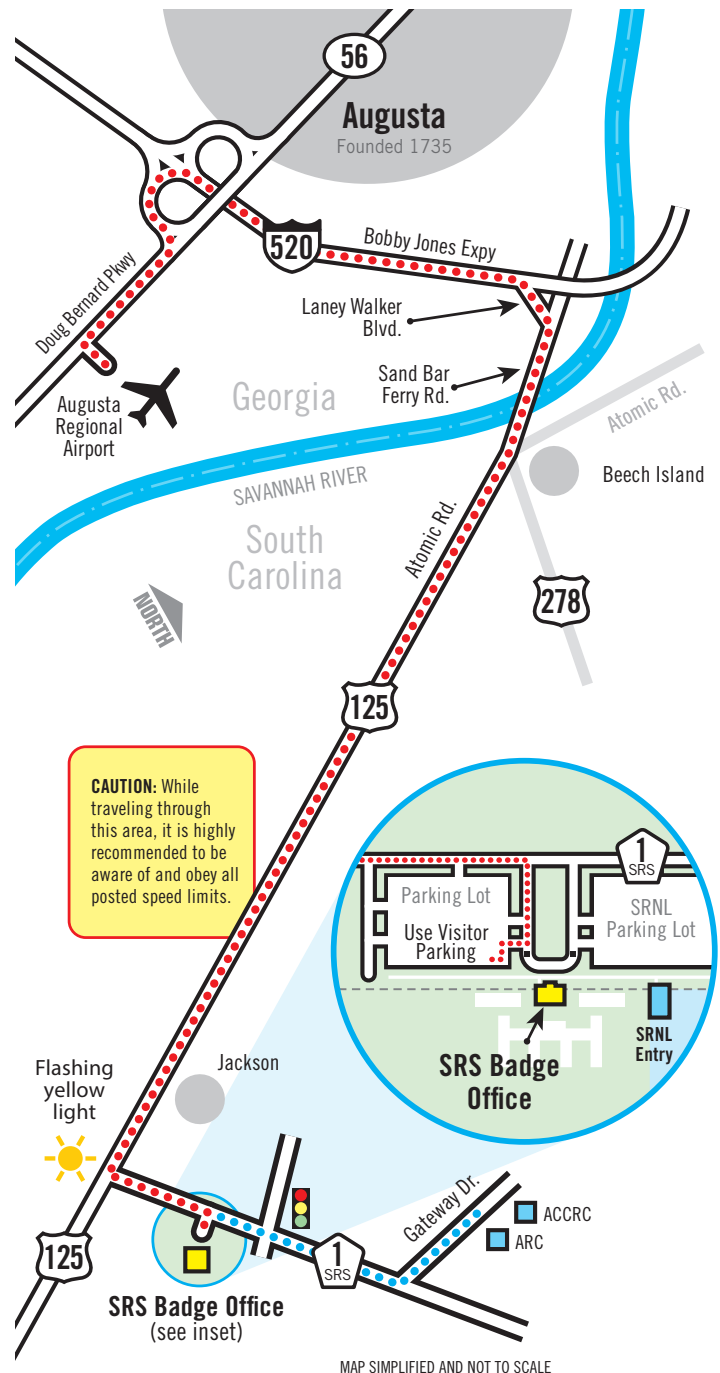 56
Augusta
Founded 1735
520
Bobby Jones Expy
Doug Bernard Pkwy
Laney Walker
Blvd.
Sand Bar
Ferry Rd.
Augusta
Regional
Airport
Georgia
Atomic Rd.
Beech Island
SAVANNAH RIVER
South
Carolina
Atomic Rd.
278
NORTH
125
CAUTION: While
traveling through
this area, it is highly
recommended to be
aware of and obey all
posted speed limits.
1
SRS
Parking Lot
Use Visitor
Parking
SRNL
Parking Lot
SRNL
Entry
SRS Badge
Office
Jackson
Flashing
yellow
light
Gateway Dr.
ACCRC
ARC
125
1
SRS
SRS Badge Office
(see inset)
MAP SIMPLIFIED AND NOT TO SCALE